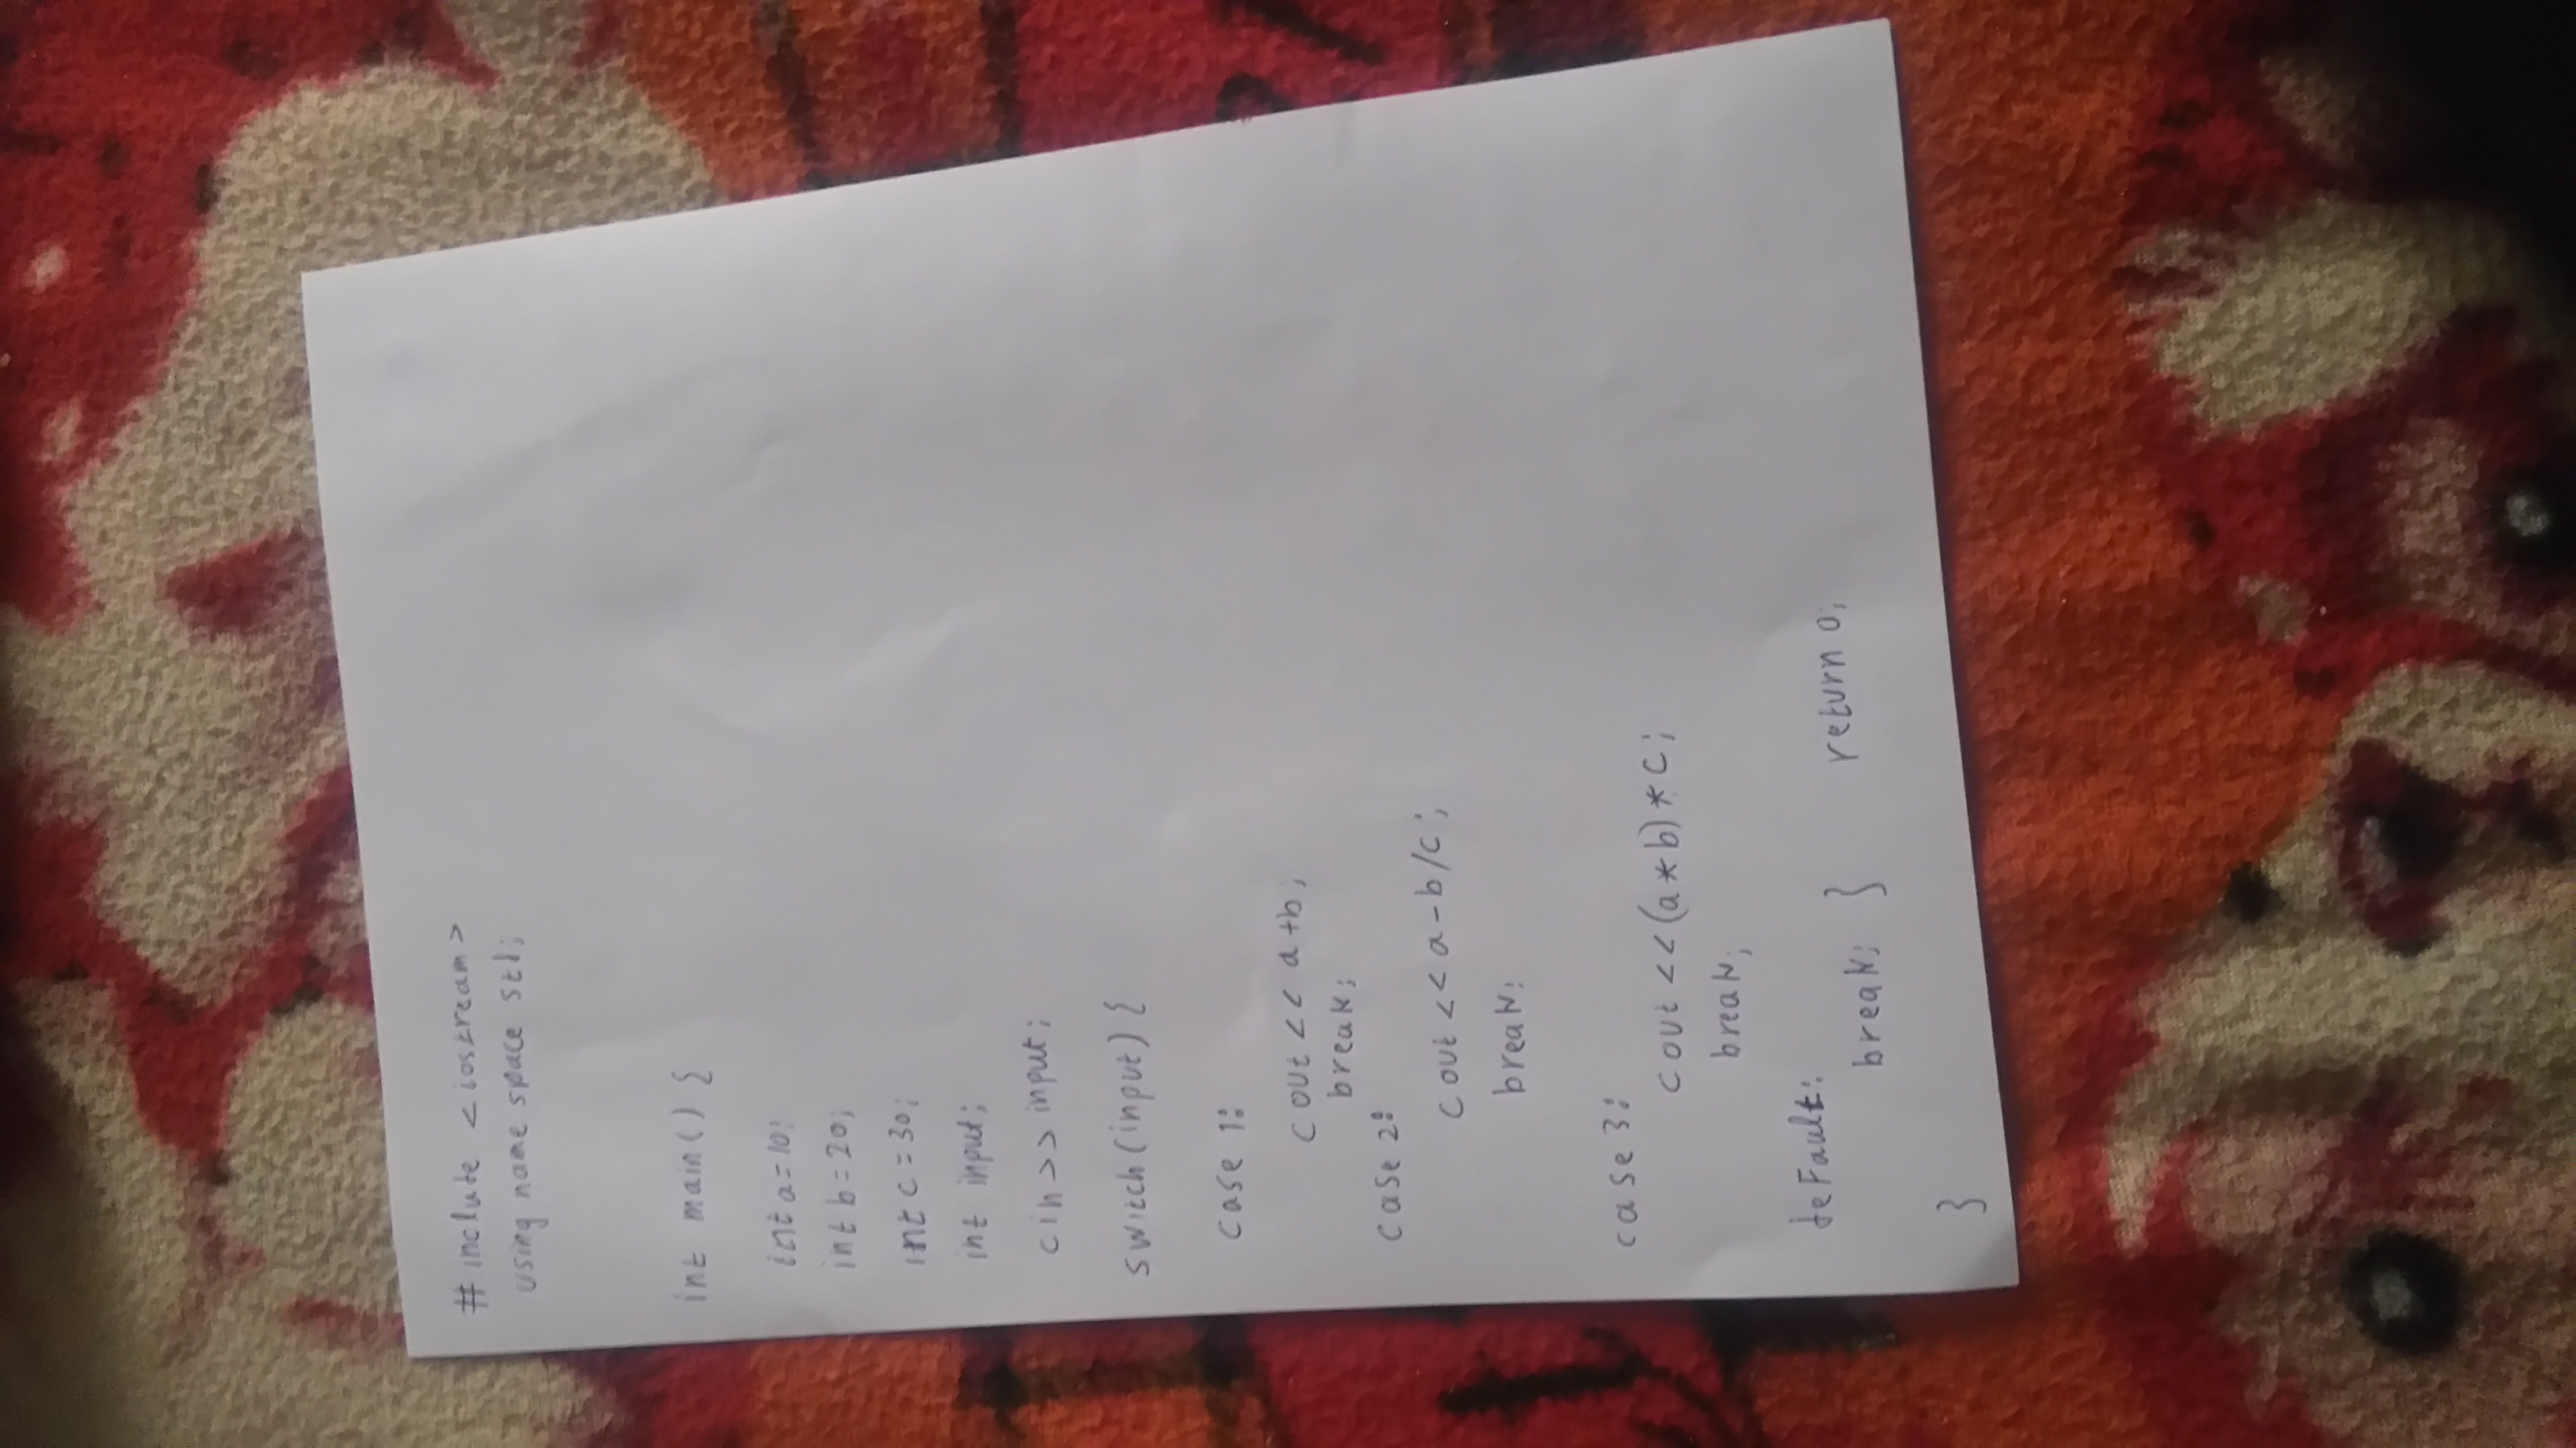 #include <iostream>
using name space std;
int main() {
int a=10;
int b=20;
int c=30;
int input;
cin>>input;
switch(input) {
case 1:
cout<<a+b;
break;
case 2:
cout<<a-b/c;
break;
case 3:
cout<<(a*b)*c;
break;
deFault:
break; } return 0;
}